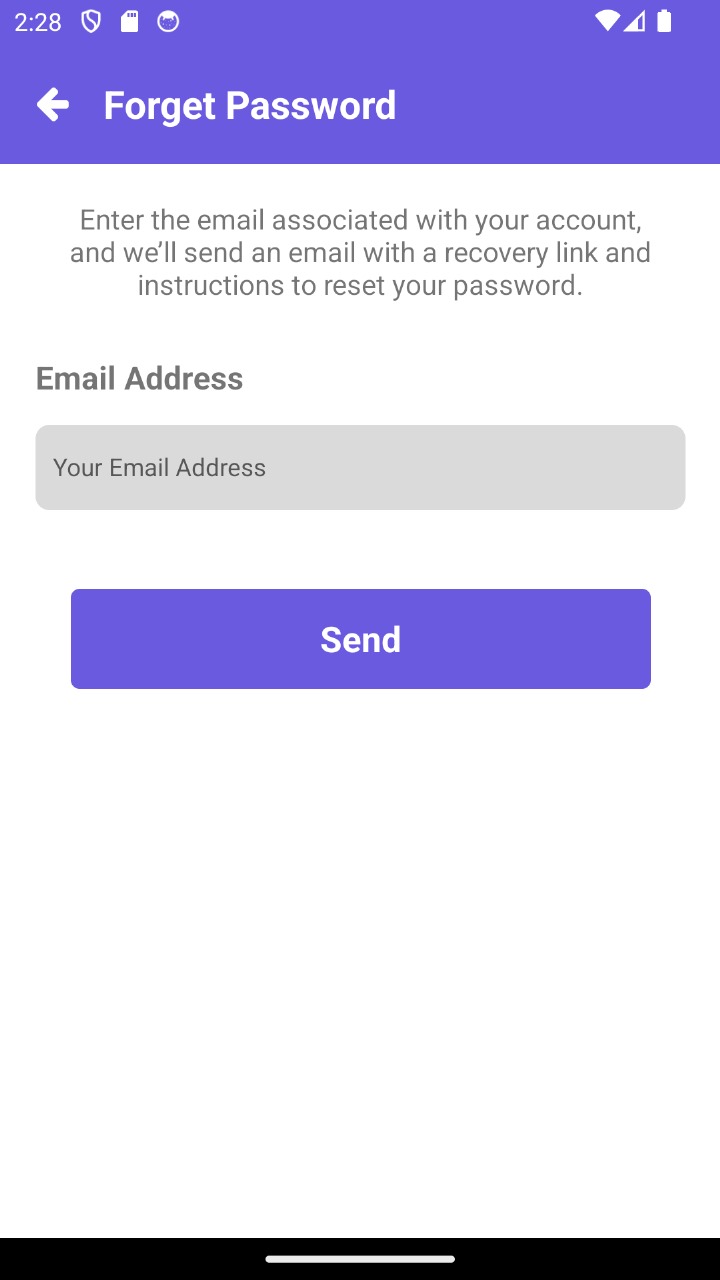 2:28
Forget Password
Enter the email associated with your account,
and we’ll send an email with a recovery link and
instructions to reset your password.
Email Address
Your Email Address
Send